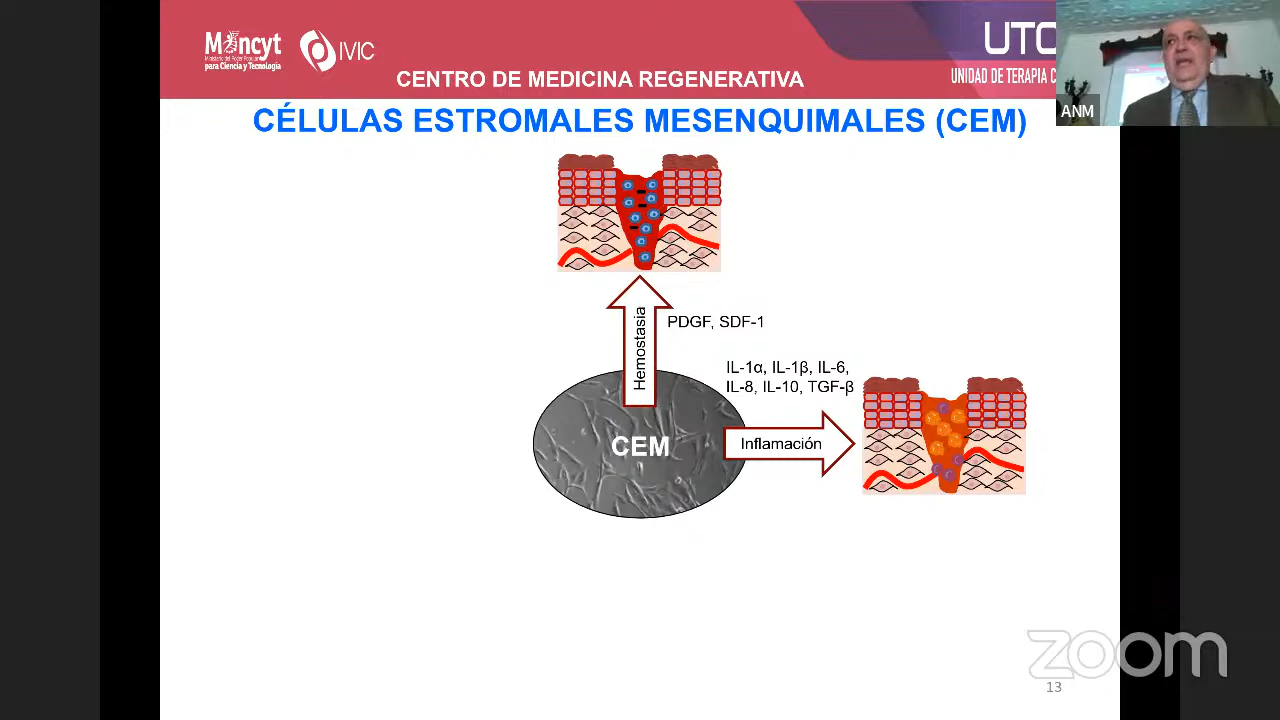 Mincyt
Ministerio del Poder Popular
para Ciencia y Tecnología
IVIC
CENTRO DE MEDICINA REGENERATIVA
UTC
UNIDAD DE TERAPIA C
ANM
CÉLULAS ESTROMALES MESENQUIMALES (CEM)
Hemostasia
PDGF, SDF-1
IL-1α, IL-1β, IL-6,
IL-8, IL-10, TGF-β
CEM
Inflamación
zoom
13